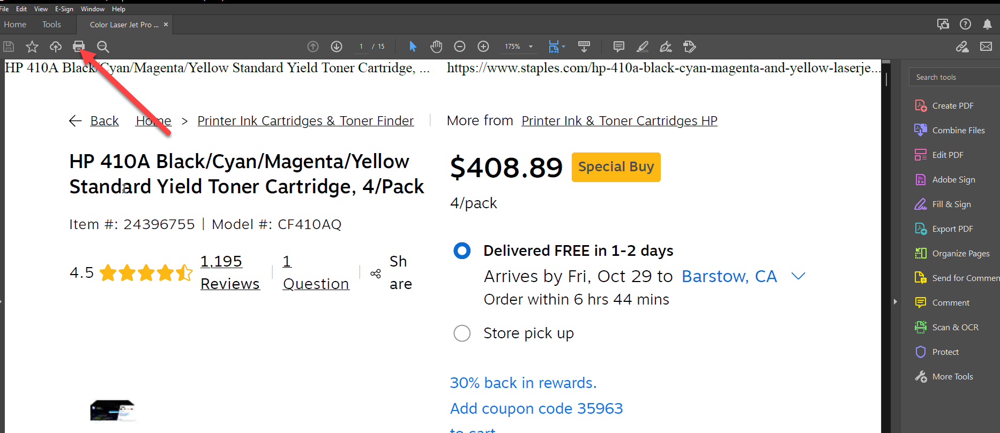 File Edit View E-Sign Window Help
Home Tools Color Laser Jet Pro ... ×
1 / 15 175%
HP 410A Black/Cyan/Magenta/Yellow Standard Yield Toner Cartridge, ... https://www.staples.com/hp-410a-black-cyan-magenta-and-yellow-laserje...
Back Home > Printer Ink Cartridges & Toner Finder | More from Printer Ink & Toner Cartridges HP
HP 410A Black/Cyan/Magenta/Yellow
Standard Yield Toner Cartridge, 4/Pack
Item #: 24396755 | Model #: CF410AQ
4.5
1,195
Reviews
1
Question
Sh
are
$408.89 Special Buy
4/pack
Delivered FREE in 1-2 days
Arrives by Fri, Oct 29 to Barstow, CA
Order within 6 hrs 44 mins
Store pick up
30% back in rewards.
Add coupon code 35963
to cart
Search tools
Create PDF
Combine Files
Edit PDF
Adobe Sign
Fill & Sign
Export PDF
Organize Pages
Send for Commen
Comment
Scan & OCR
Protect
More Tools